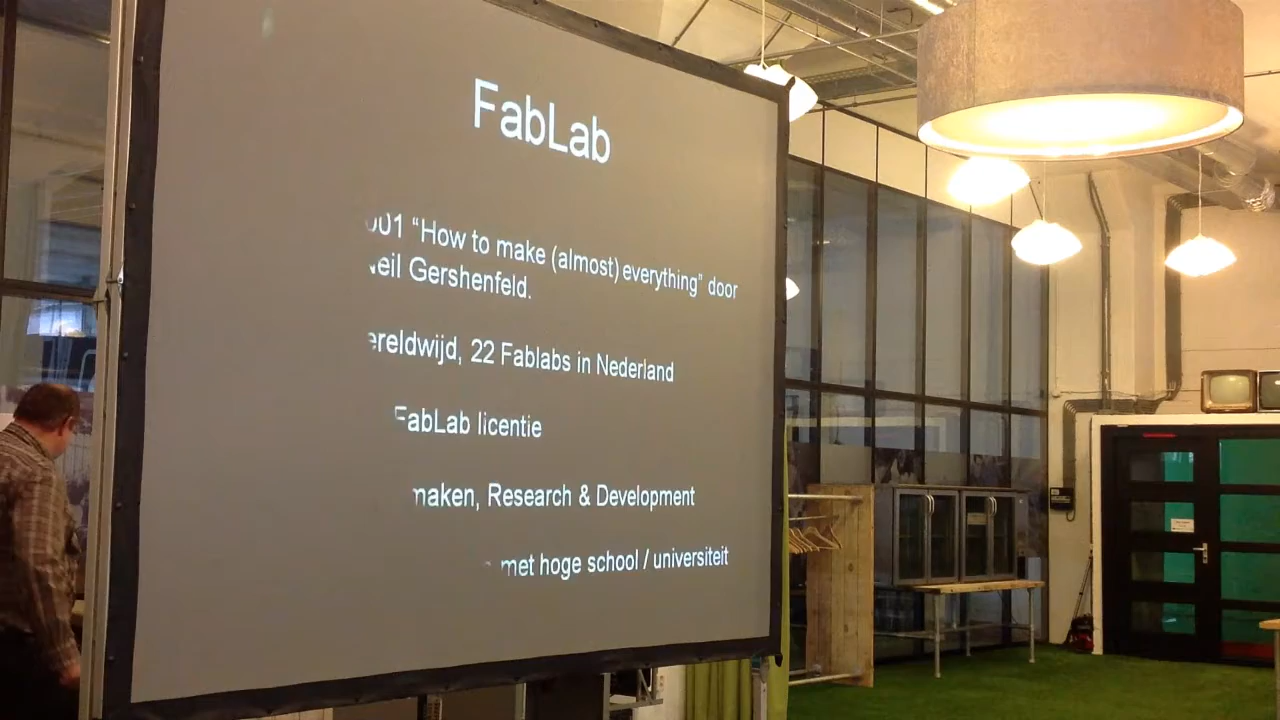 FabLab
001 “How to make (almost) everything” door
Neil Gershenfeld.
ereldwijd, 22 Fablabs in Nederland
FabLab licentie
maken, Research & Development
met hoge school / universiteit